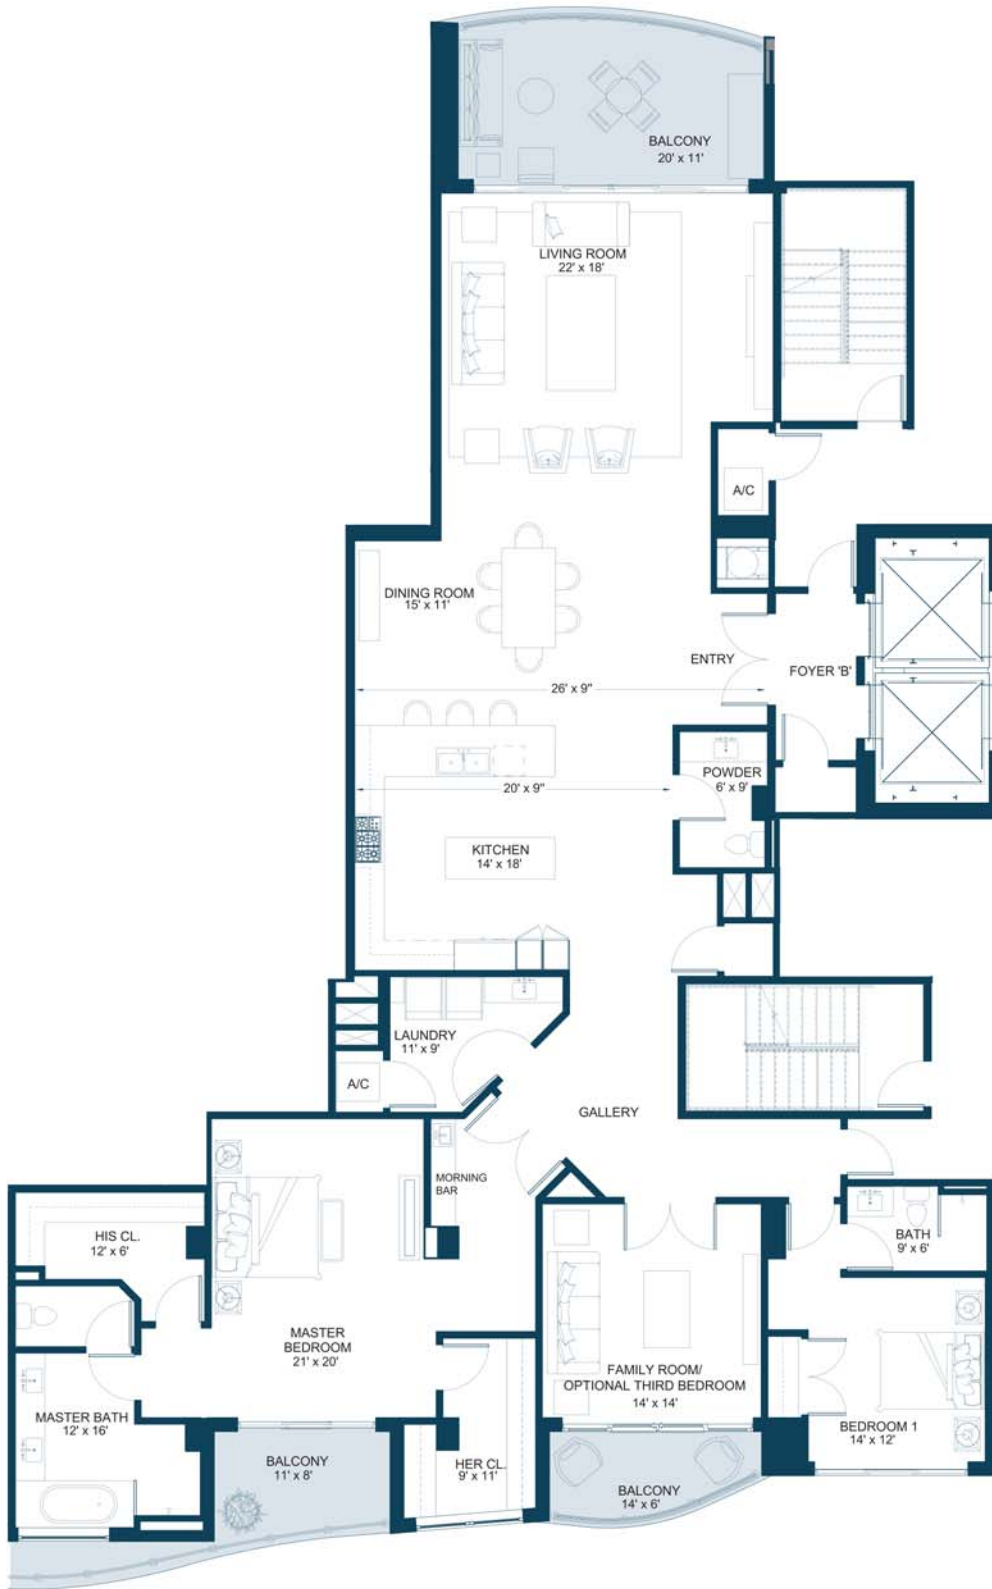 BALCONY
20' x 11'
LIVING ROOM
22' x 18'
A/C
DINING ROOM
15' x 11'
ENTRY
FOYER 'B'
26' x 9"
POWDER
6' x 9'
20' x 9"
KITCHEN
14' x 18'
LAUNDRY
11' x 9'
A/C
GALLERY
MORNING
BAR
HIS CL.
12' x 6'
BATH
9' x 6'
MASTER
BEDROOM
21' x 20'
FAMILY ROOM/
OPTIONAL THIRD BEDROOM
14' x 14'
MASTER BATH
12' x 16'
BEDROOM 1
14' x 12'
BALCONY
11' x 8'
HER CL.
9' x 11'
BALCONY
14' x 6'